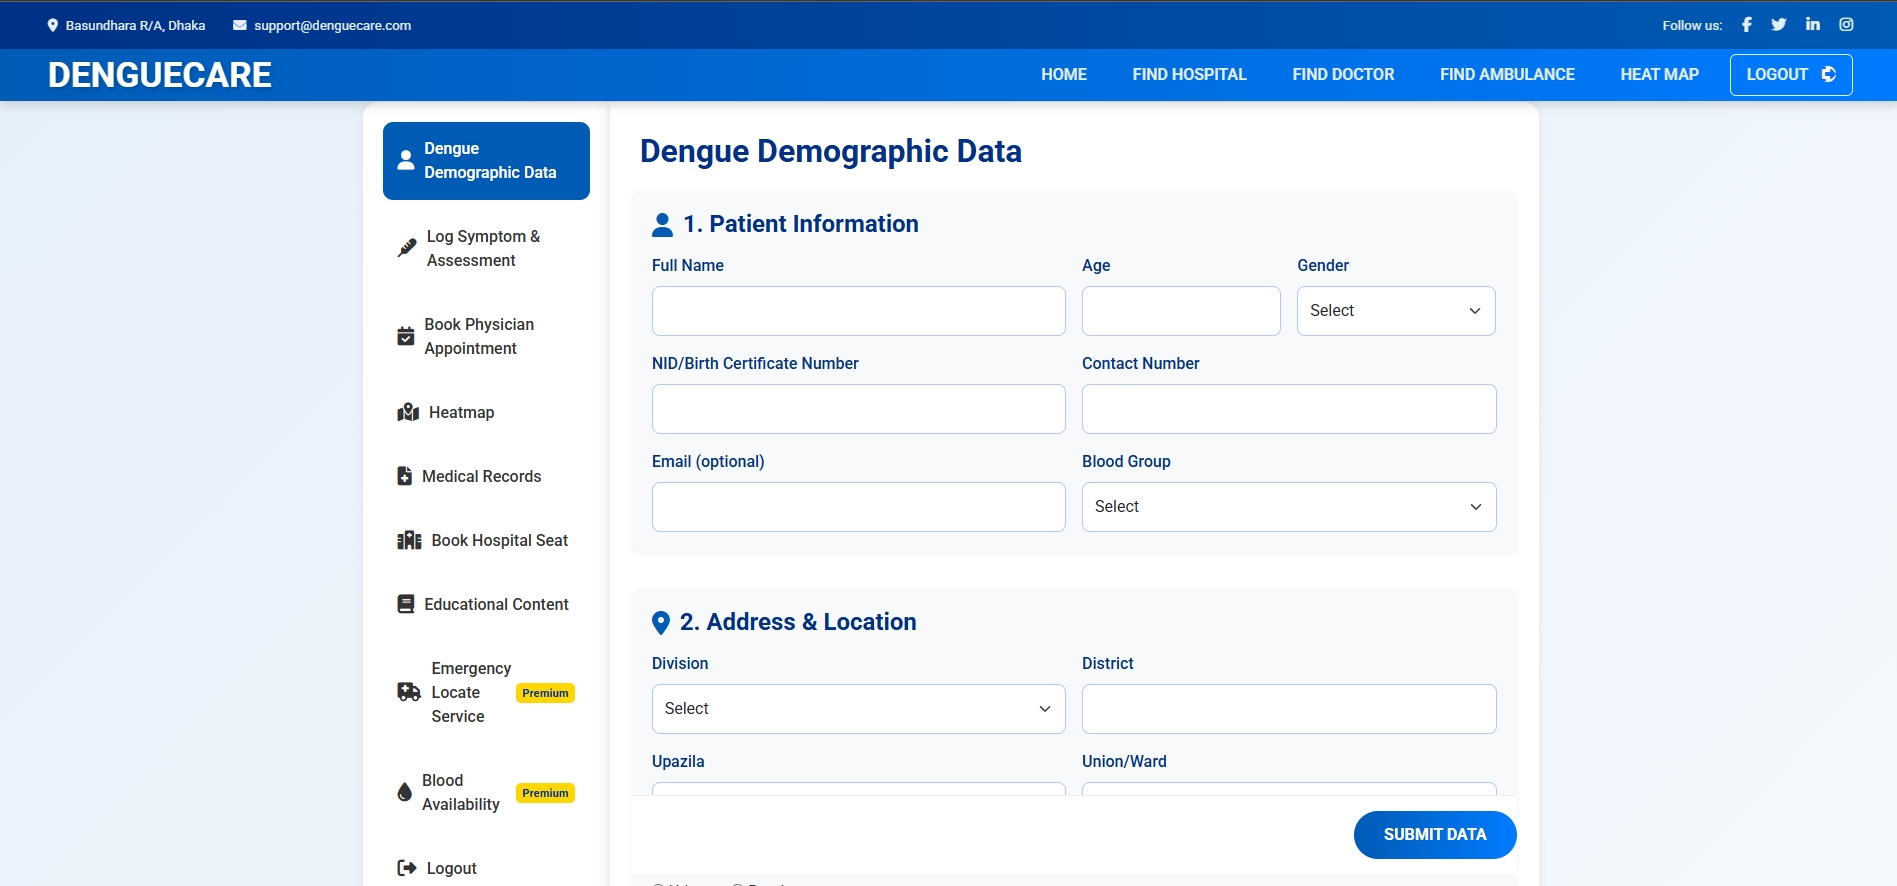 Basundhara R/A, Dhaka
support@denguecare.com
Follow us:
DENGUECARE
HOME
FIND HOSPITAL
FIND DOCTOR
FIND AMBULANCE
HEAT MAP
LOGOUT
Dengue
Demographic Data
Log Symptom &
Assessment
Book Physician
Appointment
Heatmap
Medical Records
Book Hospital Seat
Educational Content
Emergency
Locate
Service
Premium
Blood
Availability
Premium
Logout
Dengue Demographic Data
1. Patient Information
Full Name
Age
Gender
Select
NID/Birth Certificate Number
Contact Number
Email (optional)
Blood Group
Select
2. Address & Location
Division
District
Select
Upazila
Union/Ward
SUBMIT DATA